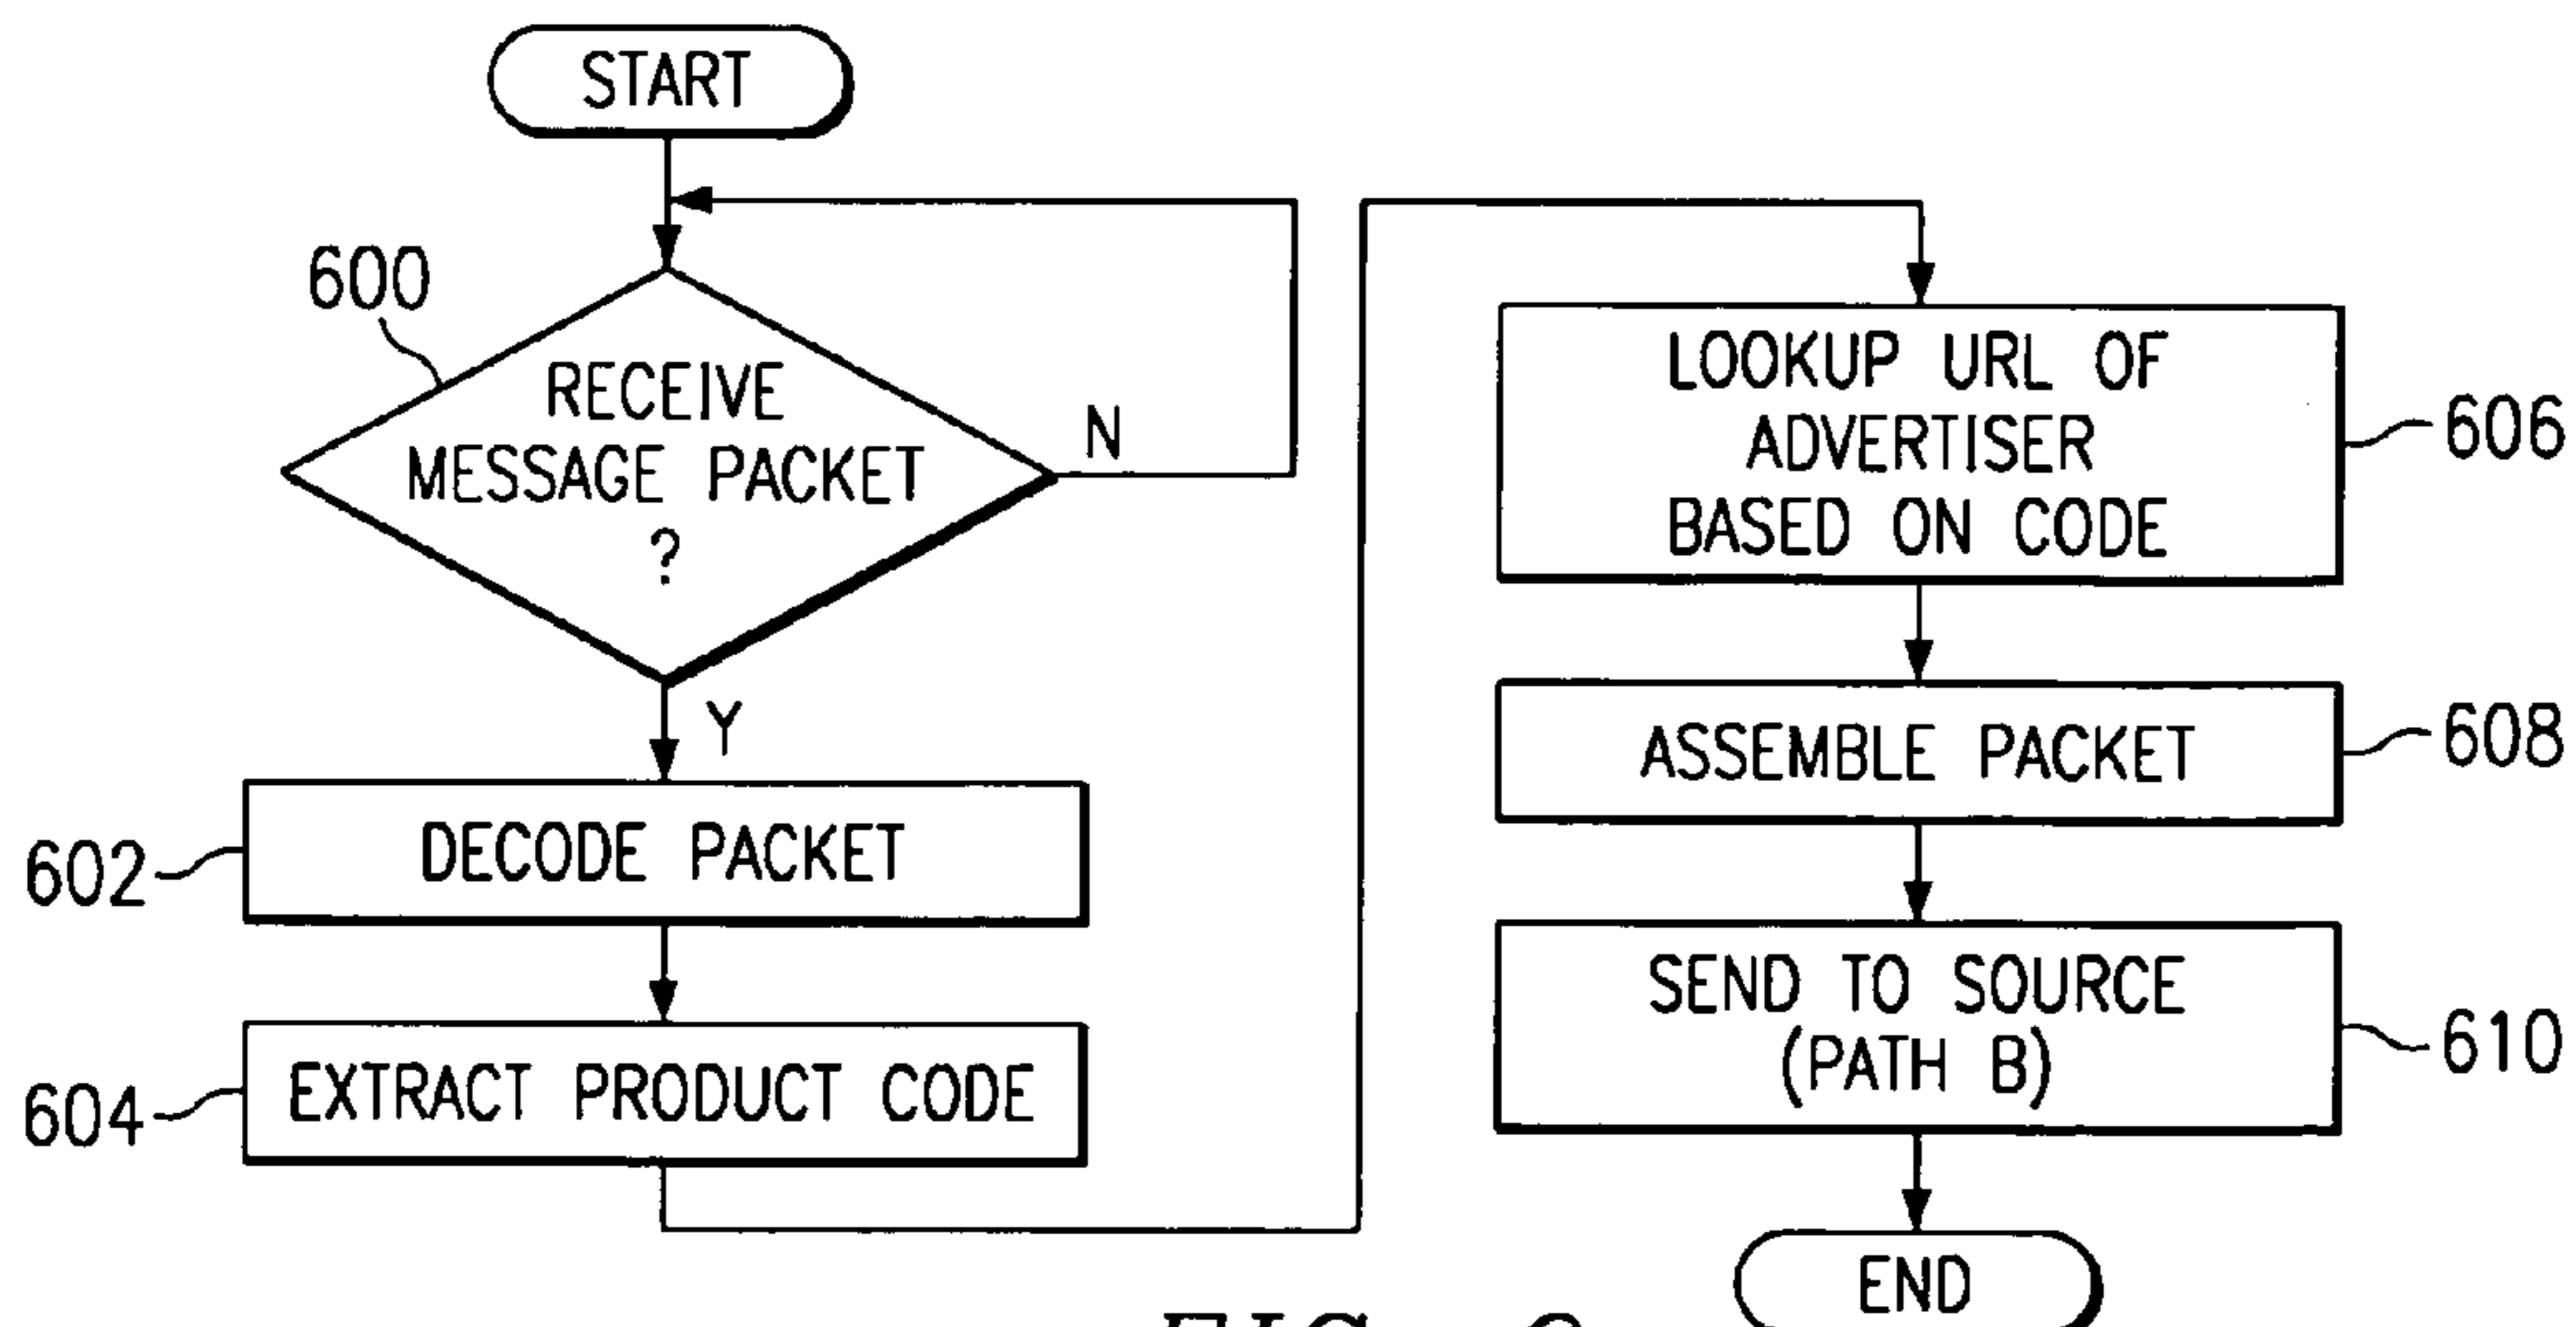 START
600
RECEIVE
MESSAGE PACKET
?
N
Y
602
DECODE PACKET
604
EXTRACT PRODUCT CODE
LOOKUP URL OF
ADVERTISER
BASED ON CODE
606
ASSEMBLE PACKET
608
SEND TO SOURCE
(PATH B)
610
END